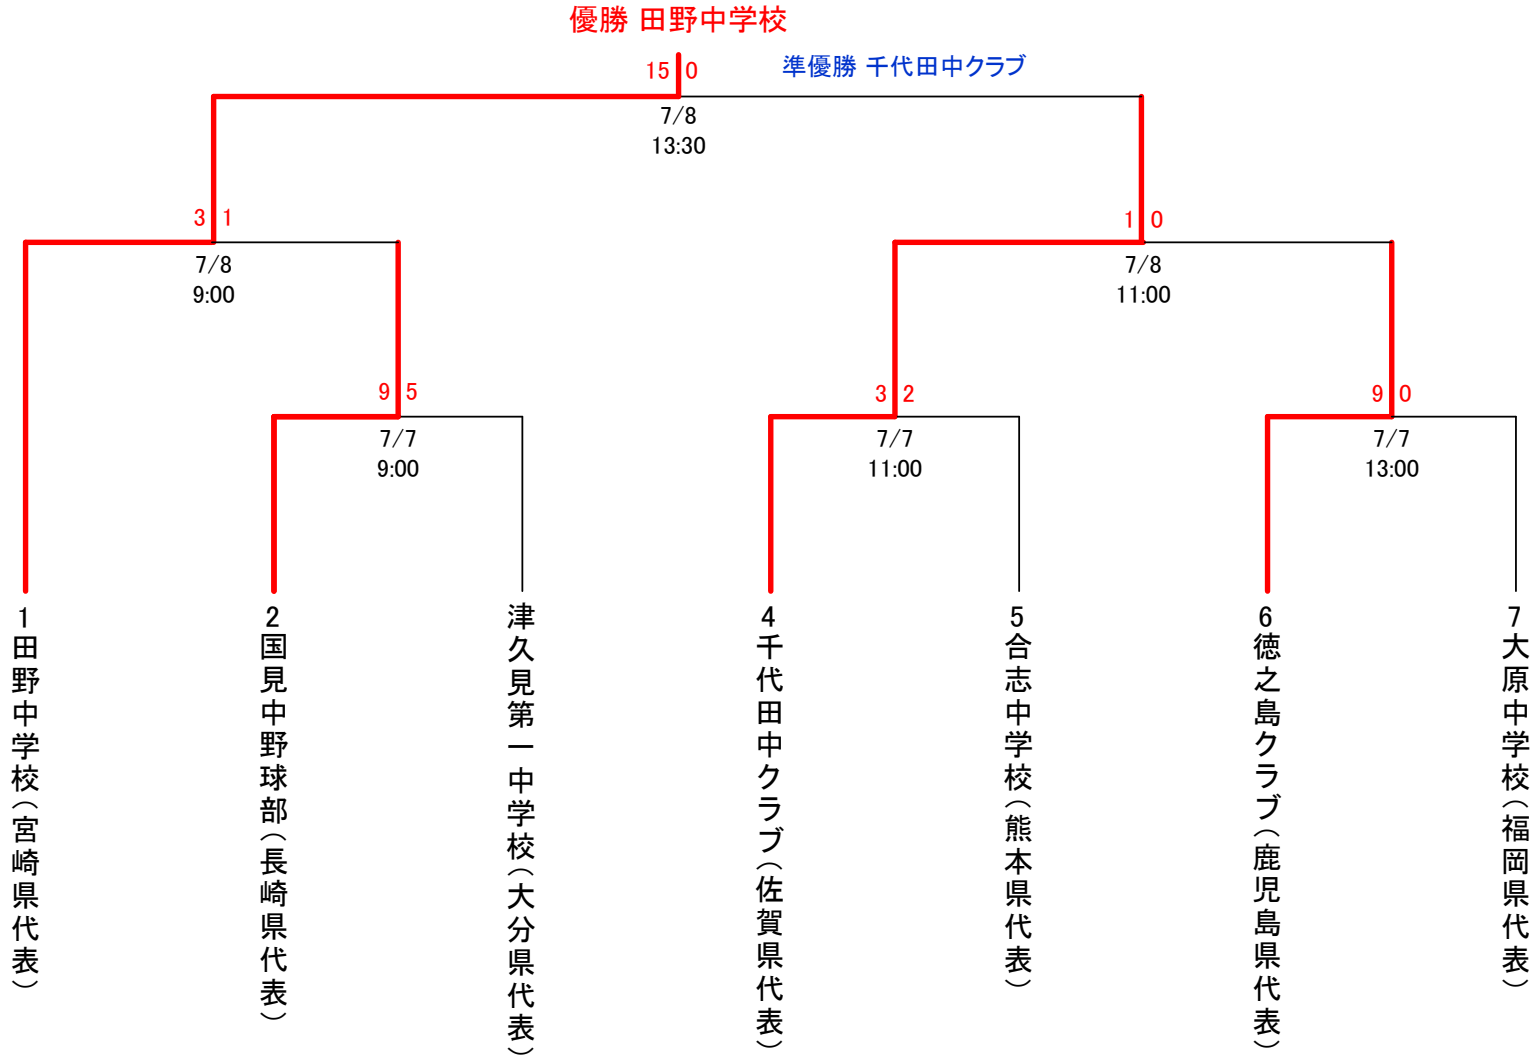 優勝 田野中学校
準優勝 千代田中クラブ
15 0
7/8
13:30
3 1
7/8
9:00
1 0
7/8
11:00
9 5
7/7
9:00
3 2
7/7
11:00
9 0
7/7
13:00
1田野中学校(宮崎県代表)
2国見中野球部(長崎県代表)
津久見第一中学校(大分県代表)
4千代田中クラブ(佐賀県代表)
5合志中学校(熊本県代表)
6徳之島クラブ(鹿児島県代表)
7大原中学校(福岡県代表)